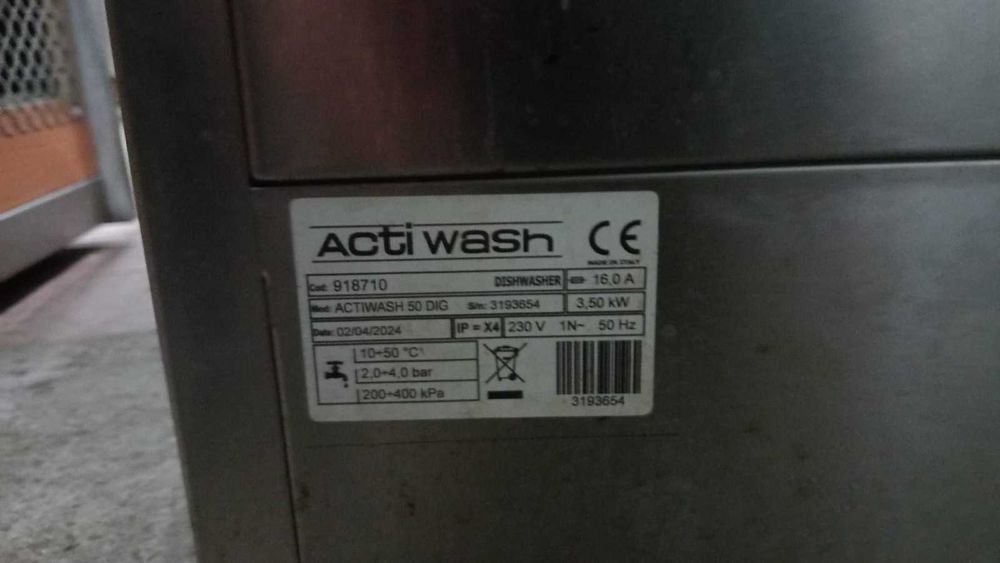 Acti wash CE
MADE IN ITALY
Cod: 918710 DISHWASHER 16,0 A
Mod: ACTIWASH 50 DIG S/n: 3193654 3,50 kW
Data: 02/04/2024 IP = X4 230 V 1N~ 50 Hz
10÷50 °C
2,0÷4,0 bar
200÷400 kPa
3193654